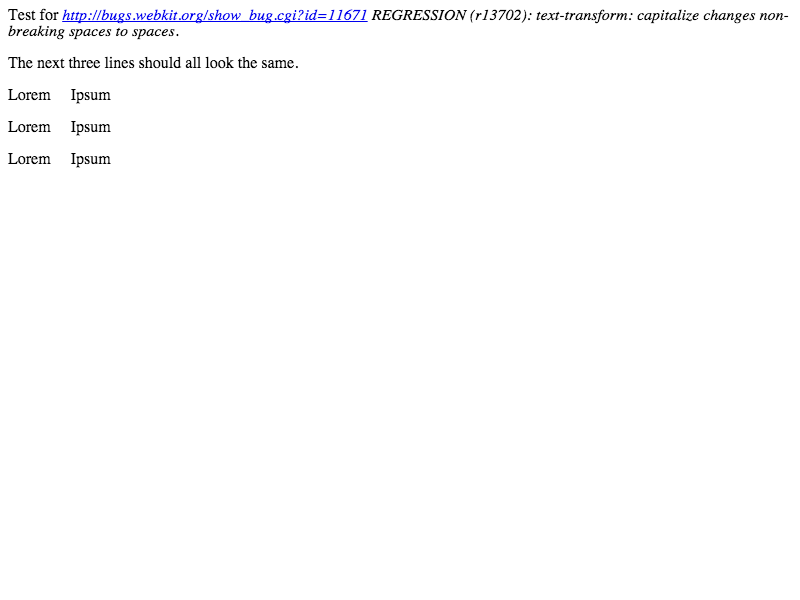 Test for http://bugs.webkit.org/show_bug.cgi?id=11671 REGRESSION (r13702): text-transform: capitalize changes non-
breaking spaces to spaces.
The next three lines should all look the same.
Lorem     Ipsum
Lorem     Ipsum
Lorem     Ipsum